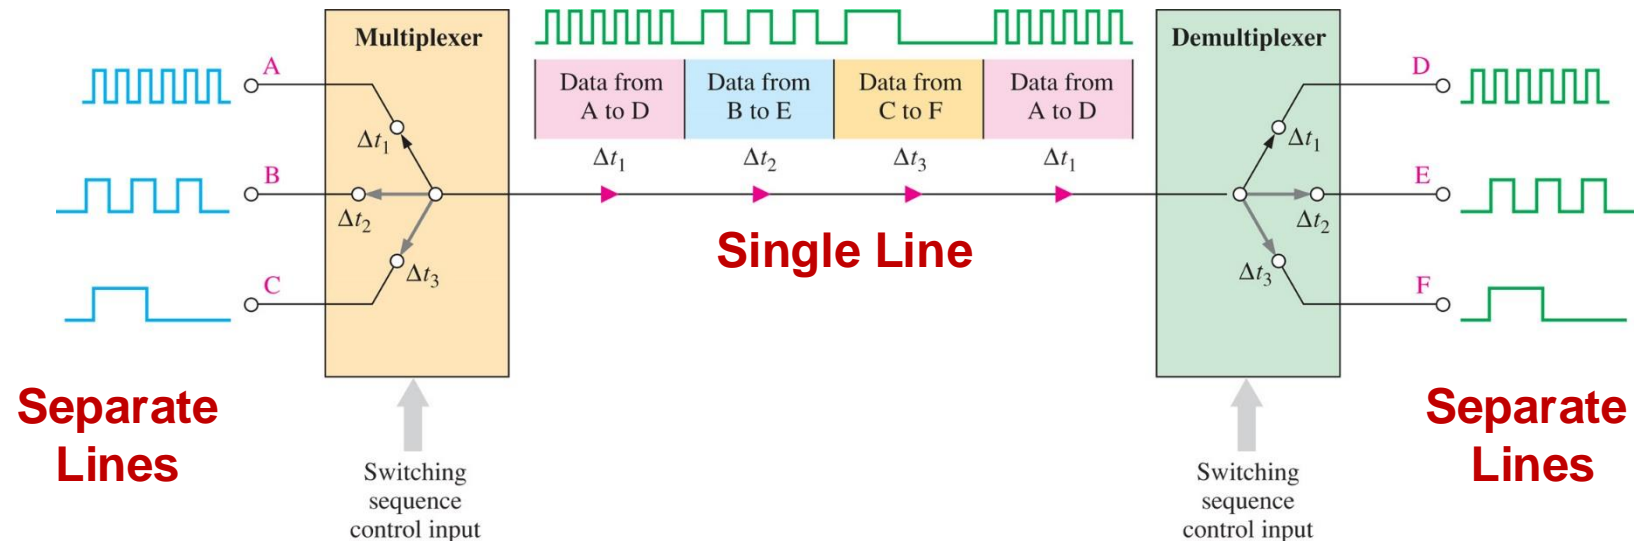 Multiplexer
A
Δt1
B
Δt2
C
Δt3
Separate
Lines
Switching
sequence
control input
Data from
A to D
Data from
B to E
Data from
C to F
Data from
A to D
Δt1
Δt2
Δt3
Δt1
Single Line
Demultiplexer
D
Δt1
E
Δt2
F
Δt3
Separate
Lines
Switching
sequence
control input